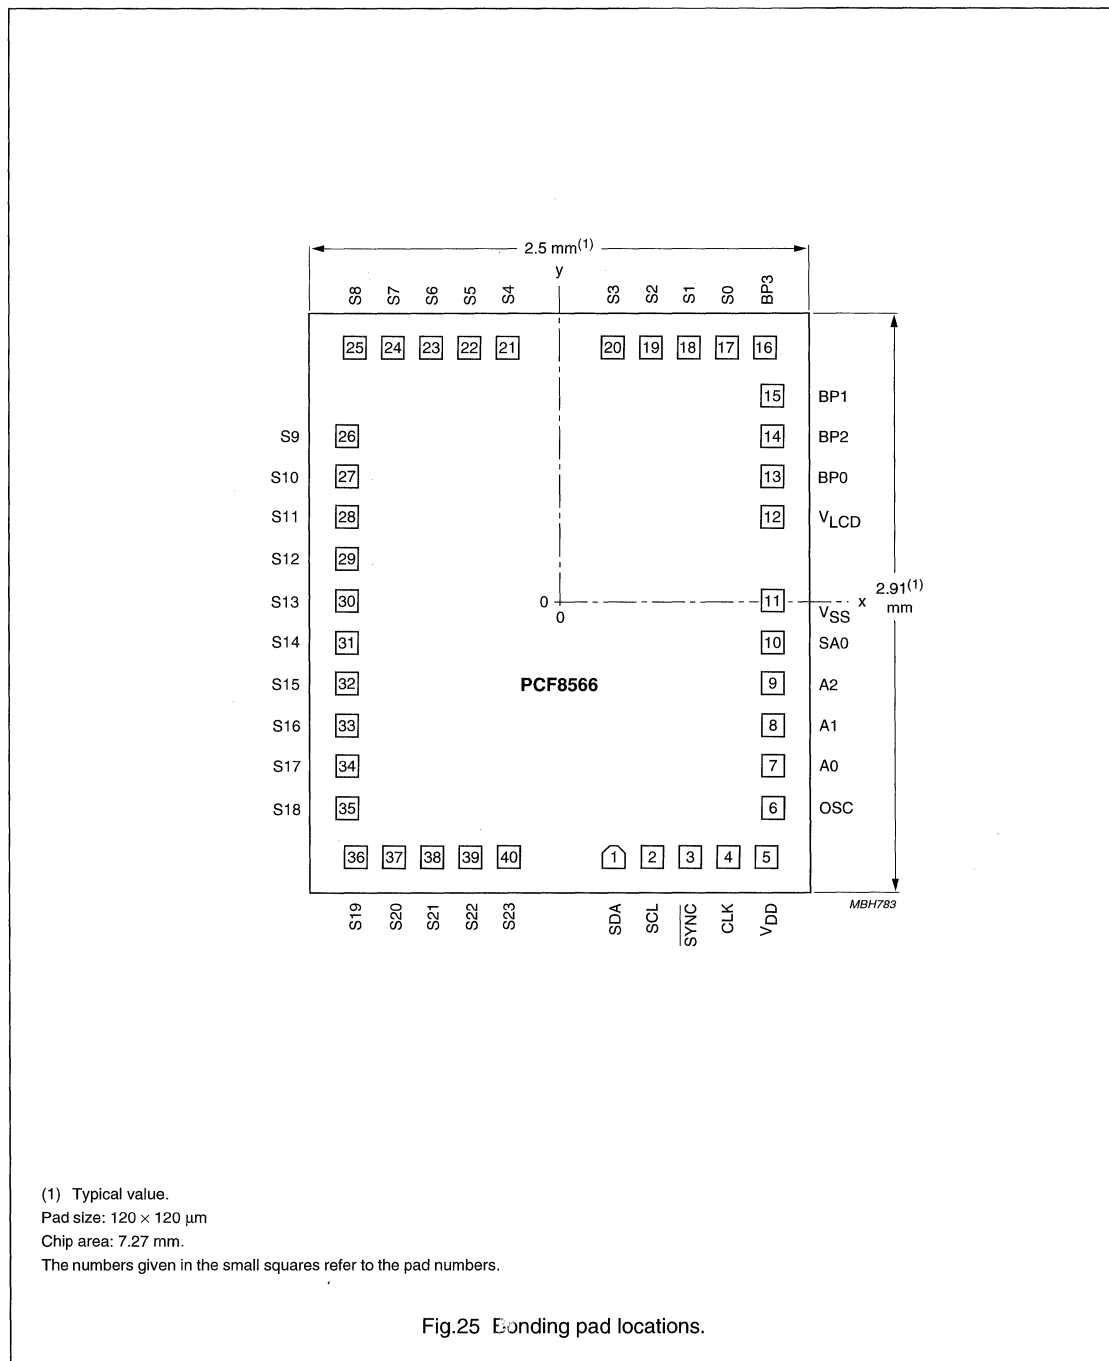 2.5 mm(1)
y
S8 S7 S6 S5 S4 S3 S2 S1 S0 BP3
25 24 23 22 21 20 19 18 17 16
15 BP1
S9 26 14 BP2
S10 27 13 BP0
S11 28 12 VLCD
S12 29
S13 30 0 11 VSS x 2.91(1)
0 mm
S14 31 10 SA0
S15 32 PCF8566 9 A2
S16 33 8 A1
S17 34 7 A0
S18 35 6 OSC
36 37 38 39 40 1 2 3 4 5
S19 S20 S21 S22 S23 SDA SCL SYNC CLK VDD
MBH783
(1) Typical value.
Pad size: 120 × 120 µm
Chip area: 7.27 mm.
The numbers given in the small squares refer to the pad numbers.
Fig.25 Bonding pad locations.